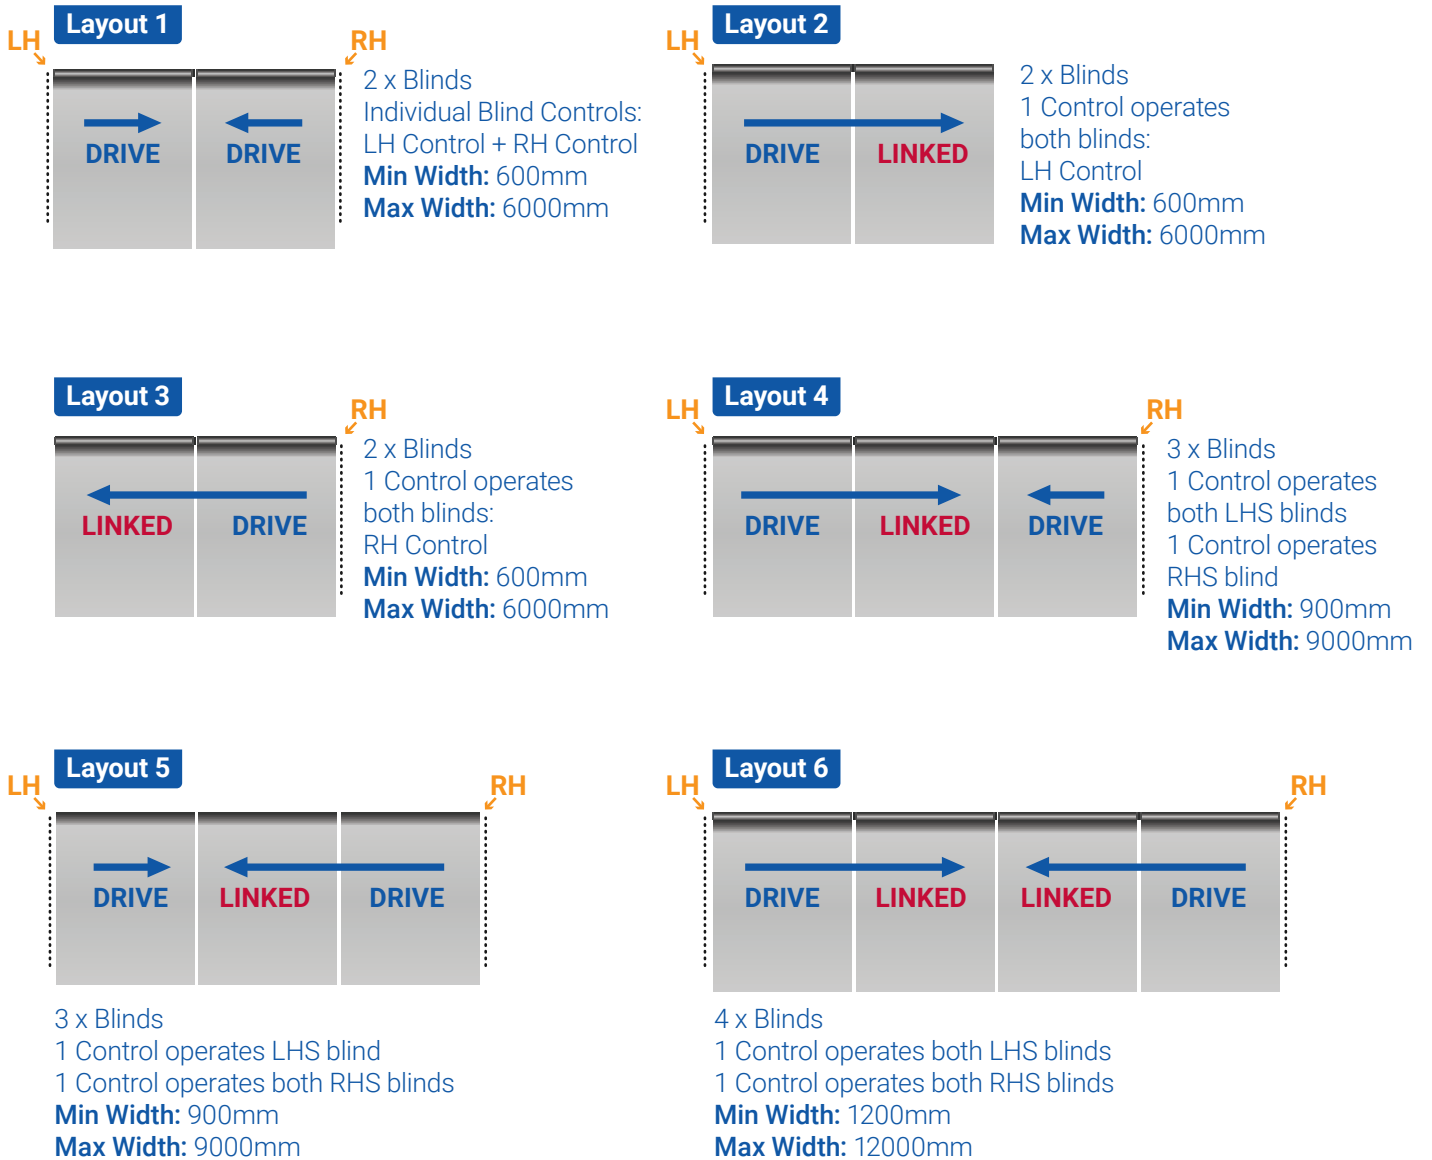 Layout 1
LH
RH
DRIVE
DRIVE
2 x Blinds
Individual Blind Controls:
LH Control + RH Control
Min Width: 600mm
Max Width: 6000mm
Layout 2
LH
DRIVE
LINKED
2 x Blinds
1 Control operates
both blinds:
LH Control
Min Width: 600mm
Max Width: 6000mm
Layout 3
RH
LINKED
DRIVE
2 x Blinds
1 Control operates
both blinds:
RH Control
Min Width: 600mm
Max Width: 6000mm
Layout 4
LH
RH
DRIVE
LINKED
DRIVE
3 x Blinds
1 Control operates
both LHS blinds
1 Control operates
RHS blind
Min Width: 900mm
Max Width: 9000mm
Layout 5
LH
RH
DRIVE
LINKED
DRIVE
3 x Blinds
1 Control operates LHS blind
1 Control operates both RHS blinds
Min Width: 900mm
Max Width: 9000mm
Layout 6
LH
RH
DRIVE
LINKED
LINKED
DRIVE
4 x Blinds
1 Control operates both LHS blinds
1 Control operates both RHS blinds
Min Width: 1200mm
Max Width: 12000mm